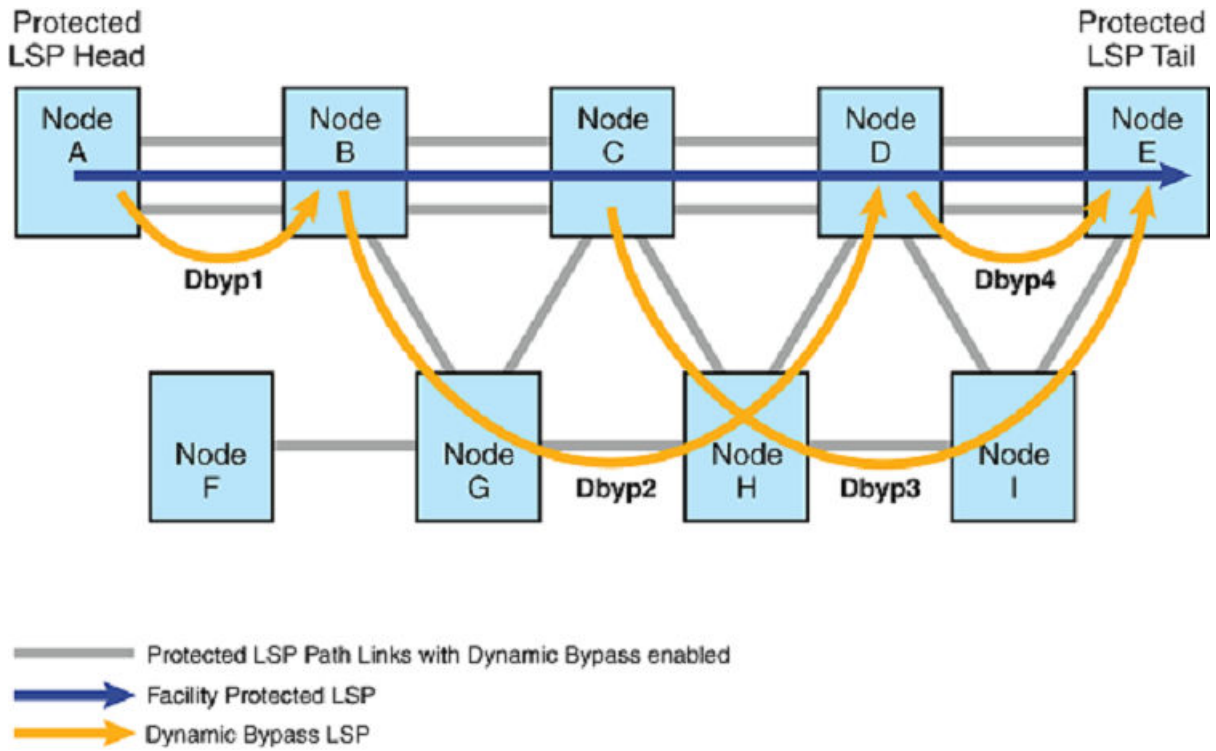 Protected
LSP Head
Protected
LSP Tail
Node
A
Node
B
Node
C
Node
D
Node
E
Dbyp1
Dbyp4
Node
F
Node
G
Dbyp2
Node
H
Dbyp3
Node
I
Protected LSP Path Links with Dynamic Bypass enabled
Facility Protected LSP
Dynamic Bypass LSP